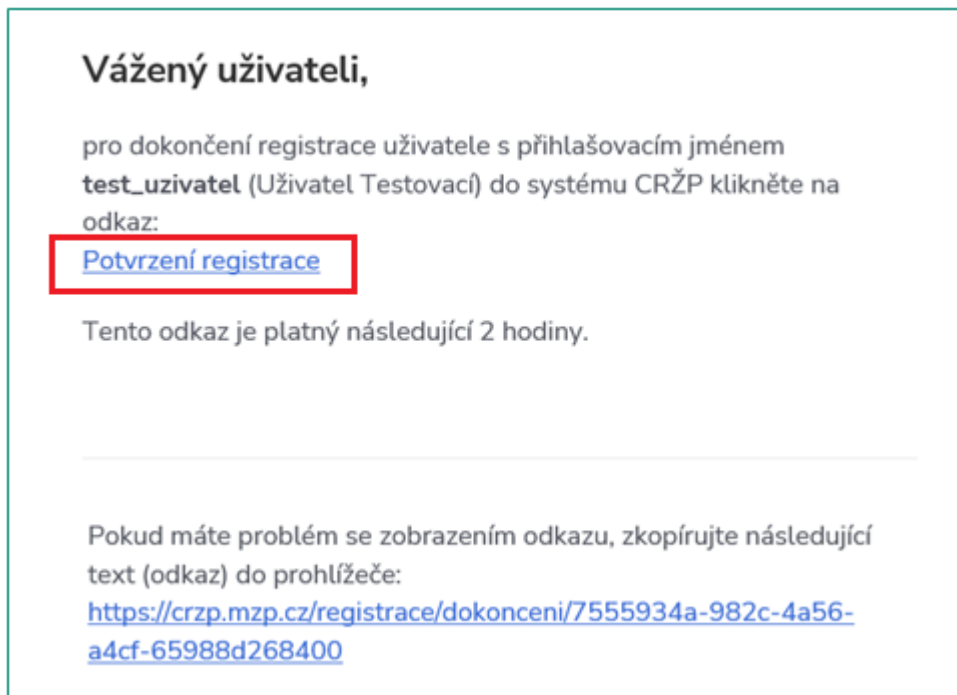 Vážený uživateli,
pro dokončení registrace uživatele s přihlašovacím jménem
test_uzivatel (Uživatel Testovací) do systému CRŽP klikněte na
odkaz:
Potvrzení registrace
Tento odkaz je platný následující 2 hodiny.
Pokud máte problém se zobrazením odkazu, zkopírujte následující
text (odkaz) do prohlížeče:
https://crzp.mzp.cz/registrace/dokonceni/7555934a-982c-4a56-
a4cf-65988d268400